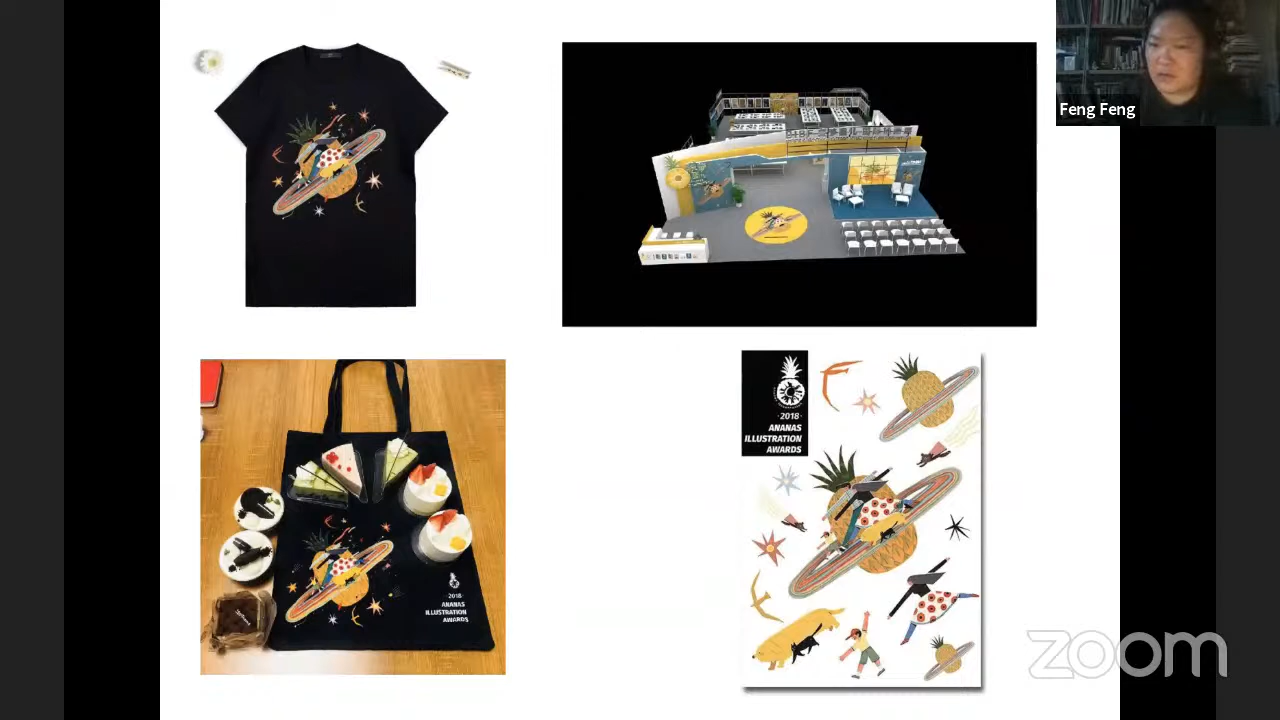 Feng Feng
·2018·
ANANAS
ILLUSTRATION
AWARDS
·2018·
ANANAS
ILLUSTRATION
AWARDS
zoom